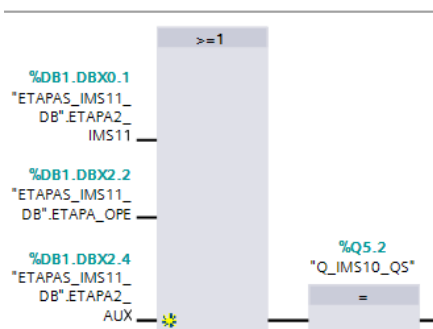 >=1
%DB1.DBX0.1
"ETAPAS_IMS11_
DB".ETAPA2_
IMS11
%DB1.DBX2.2
"ETAPAS_IMS11_
DB".ETAPA_OPE
%DB1.DBX2.4
"ETAPAS_IMS11_
DB".ETAPA2_
AUX
%Q5.2
"Q_IMS10_QS"
=